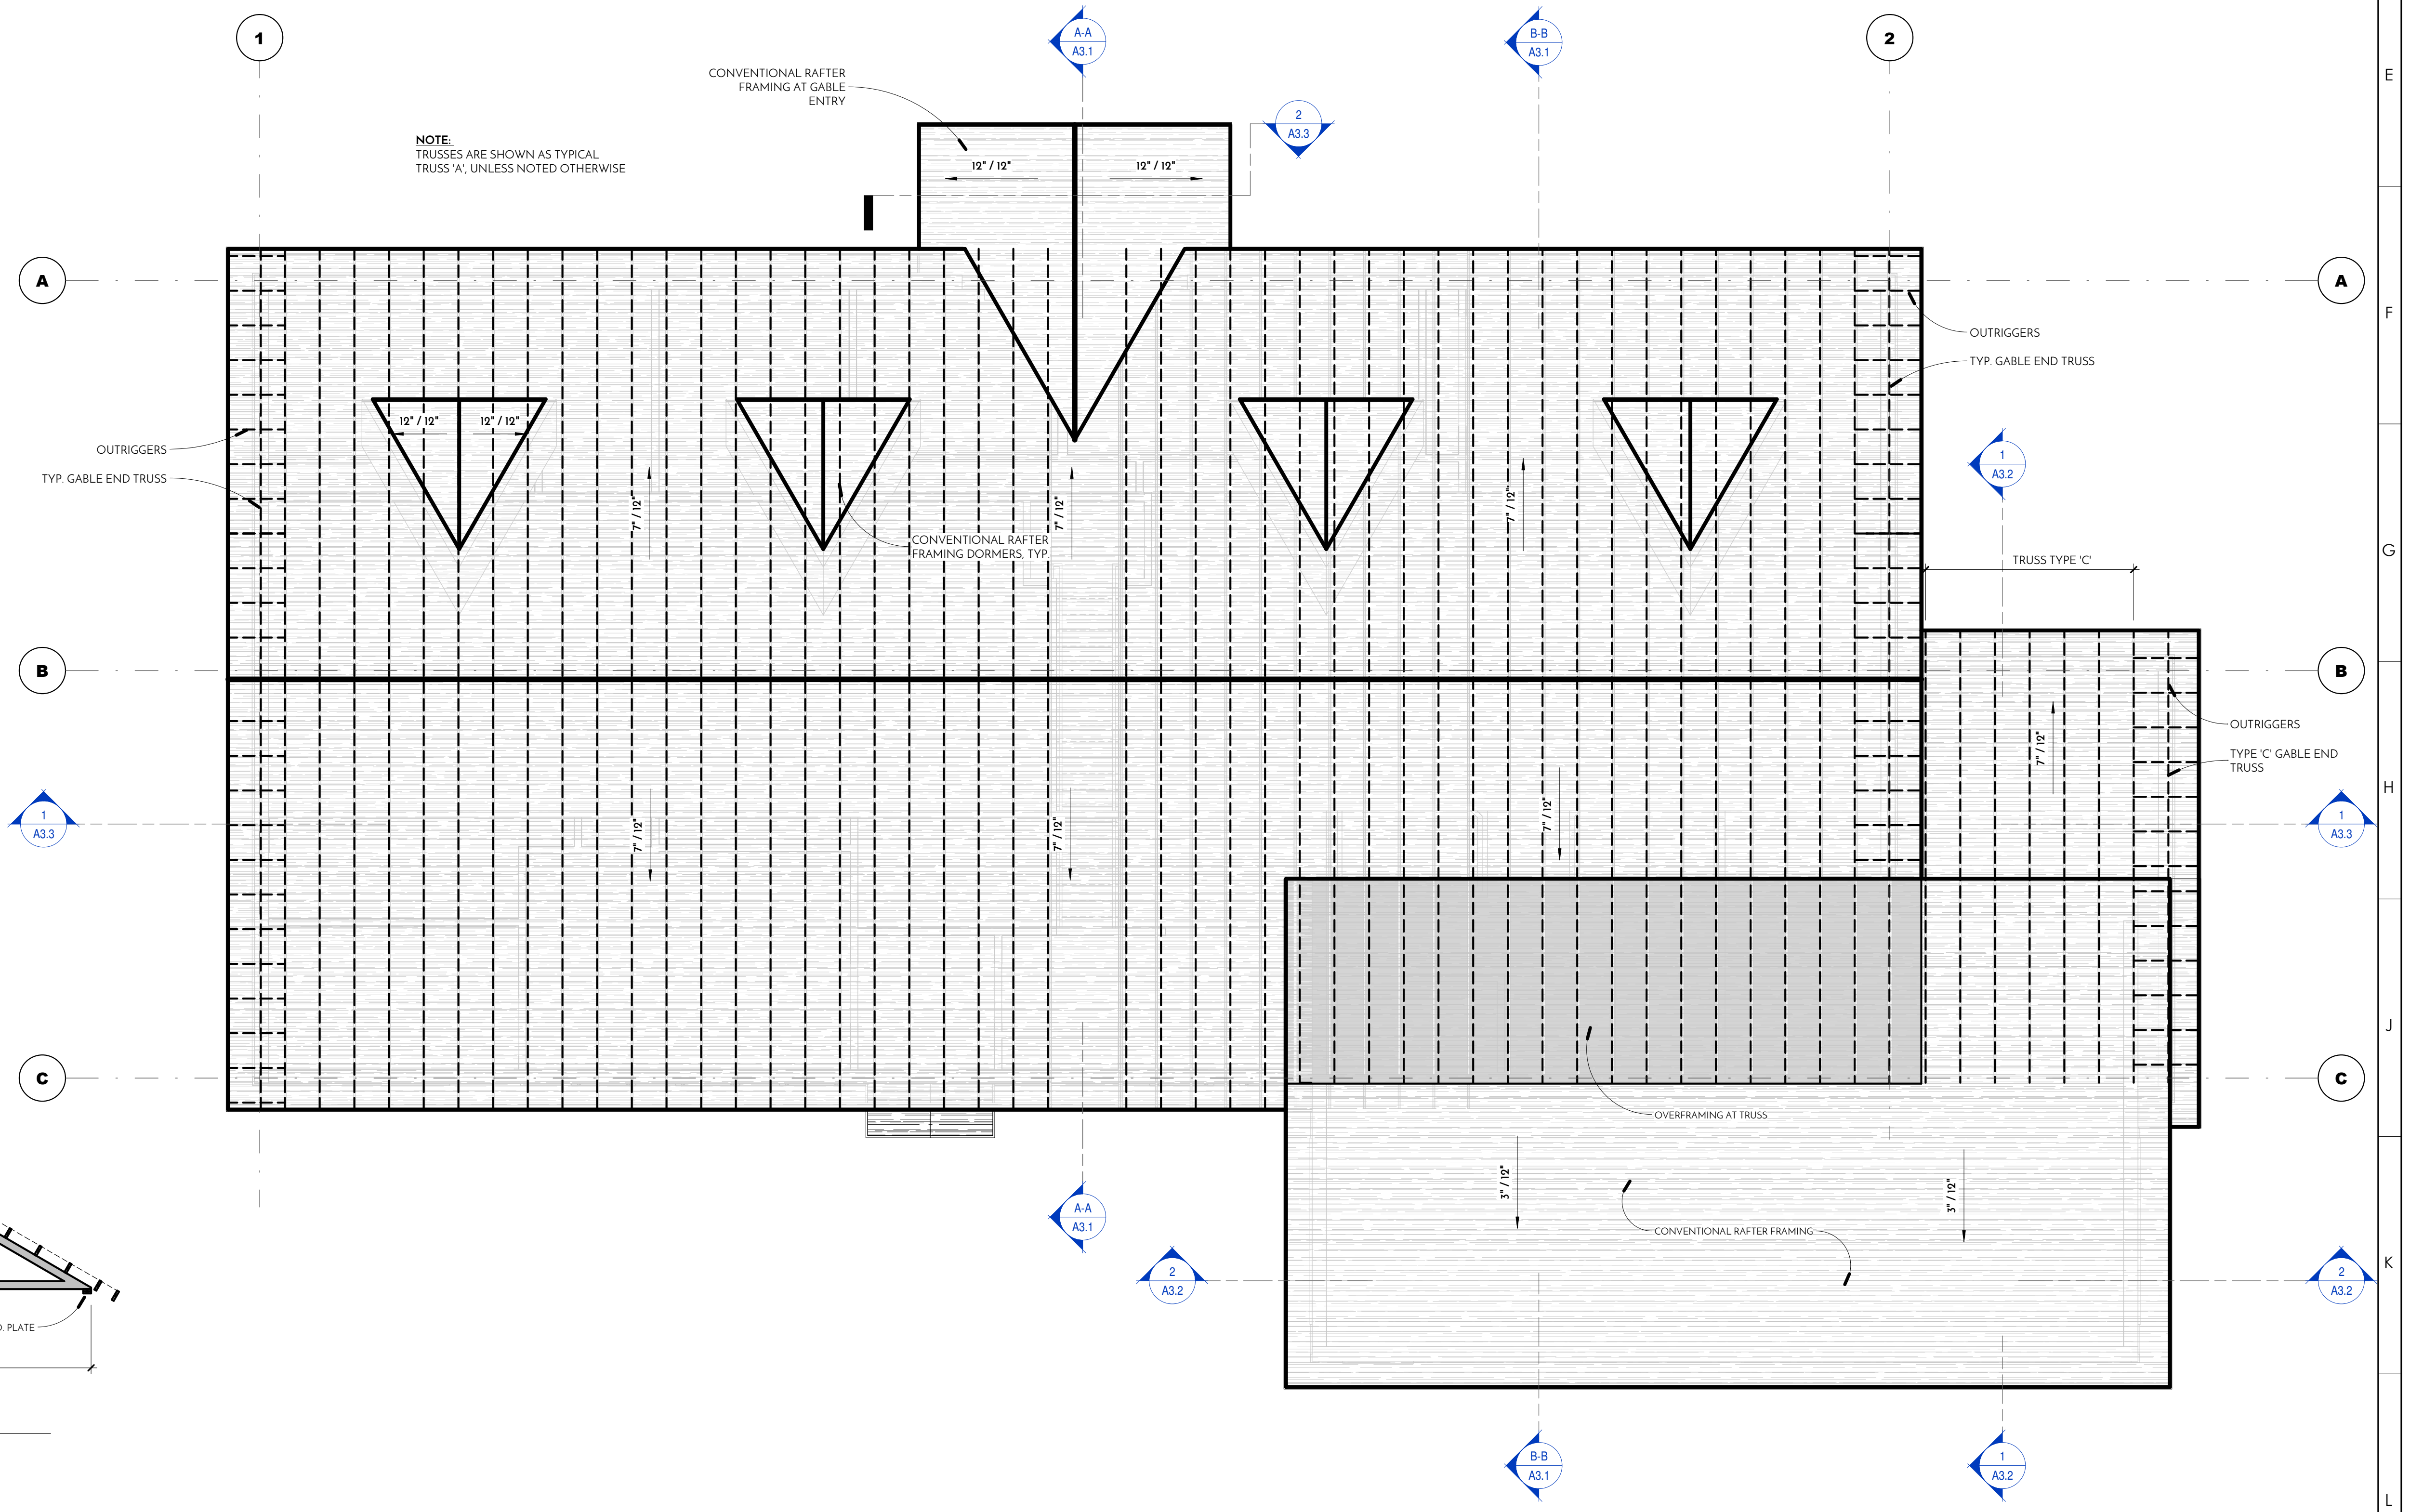 1
A-A
A3.1
B-B
A3.1
2
E
CONVENTIONAL RAFTER
FRAMING AT GABLE
ENTRY
2
A3.3
NOTE:
TRUSSES ARE SHOWN AS TYPICAL
TRUSS 'A', UNLESS NOTED OTHERWISE
12" / 12"
12" / 12"
A
A
F
OUTRIGGERS
TYP. GABLE END TRUSS
12" / 12"
12" / 12"
OUTRIGGERS
TYP. GABLE END TRUSS
1
A3.2
7" / 12"
7" / 12"
7" / 12"
CONVENTIONAL RAFTER
FRAMING DORMERS, TYP.
G
TRUSS TYPE 'C'
B
B
OUTRIGGERS
7" / 12"
TYPE 'C' GABLE END
TRUSS
H
1
A3.3
7" / 12"
7" / 12"
7" / 12"
1
A3.3
J
C
C
OVERFRAMING AT TRUSS
3" / 12"
3" / 12"
A-A
A3.1
CONVENTIONAL RAFTER FRAMING
K
2
A3.2
2
A3.2
PLATE
B-B
A3.1
1
A3.2
L